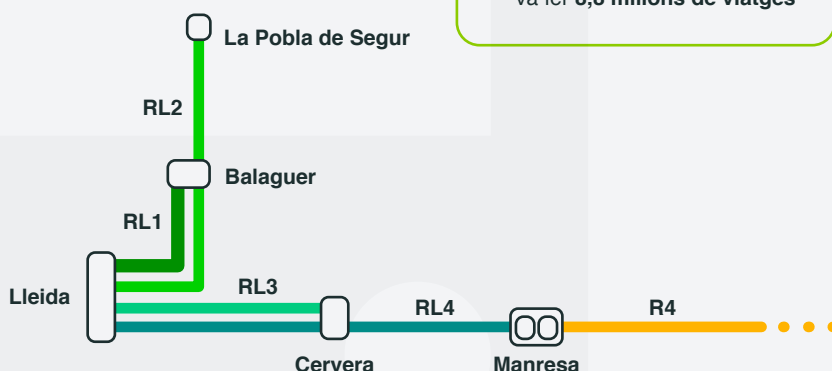 va fer 8,8 milions de viatges
La Pobla de Segur
RL2
Balaguer
RL1
Lleida
RL3
RL4
R4
Cervera
Manresa